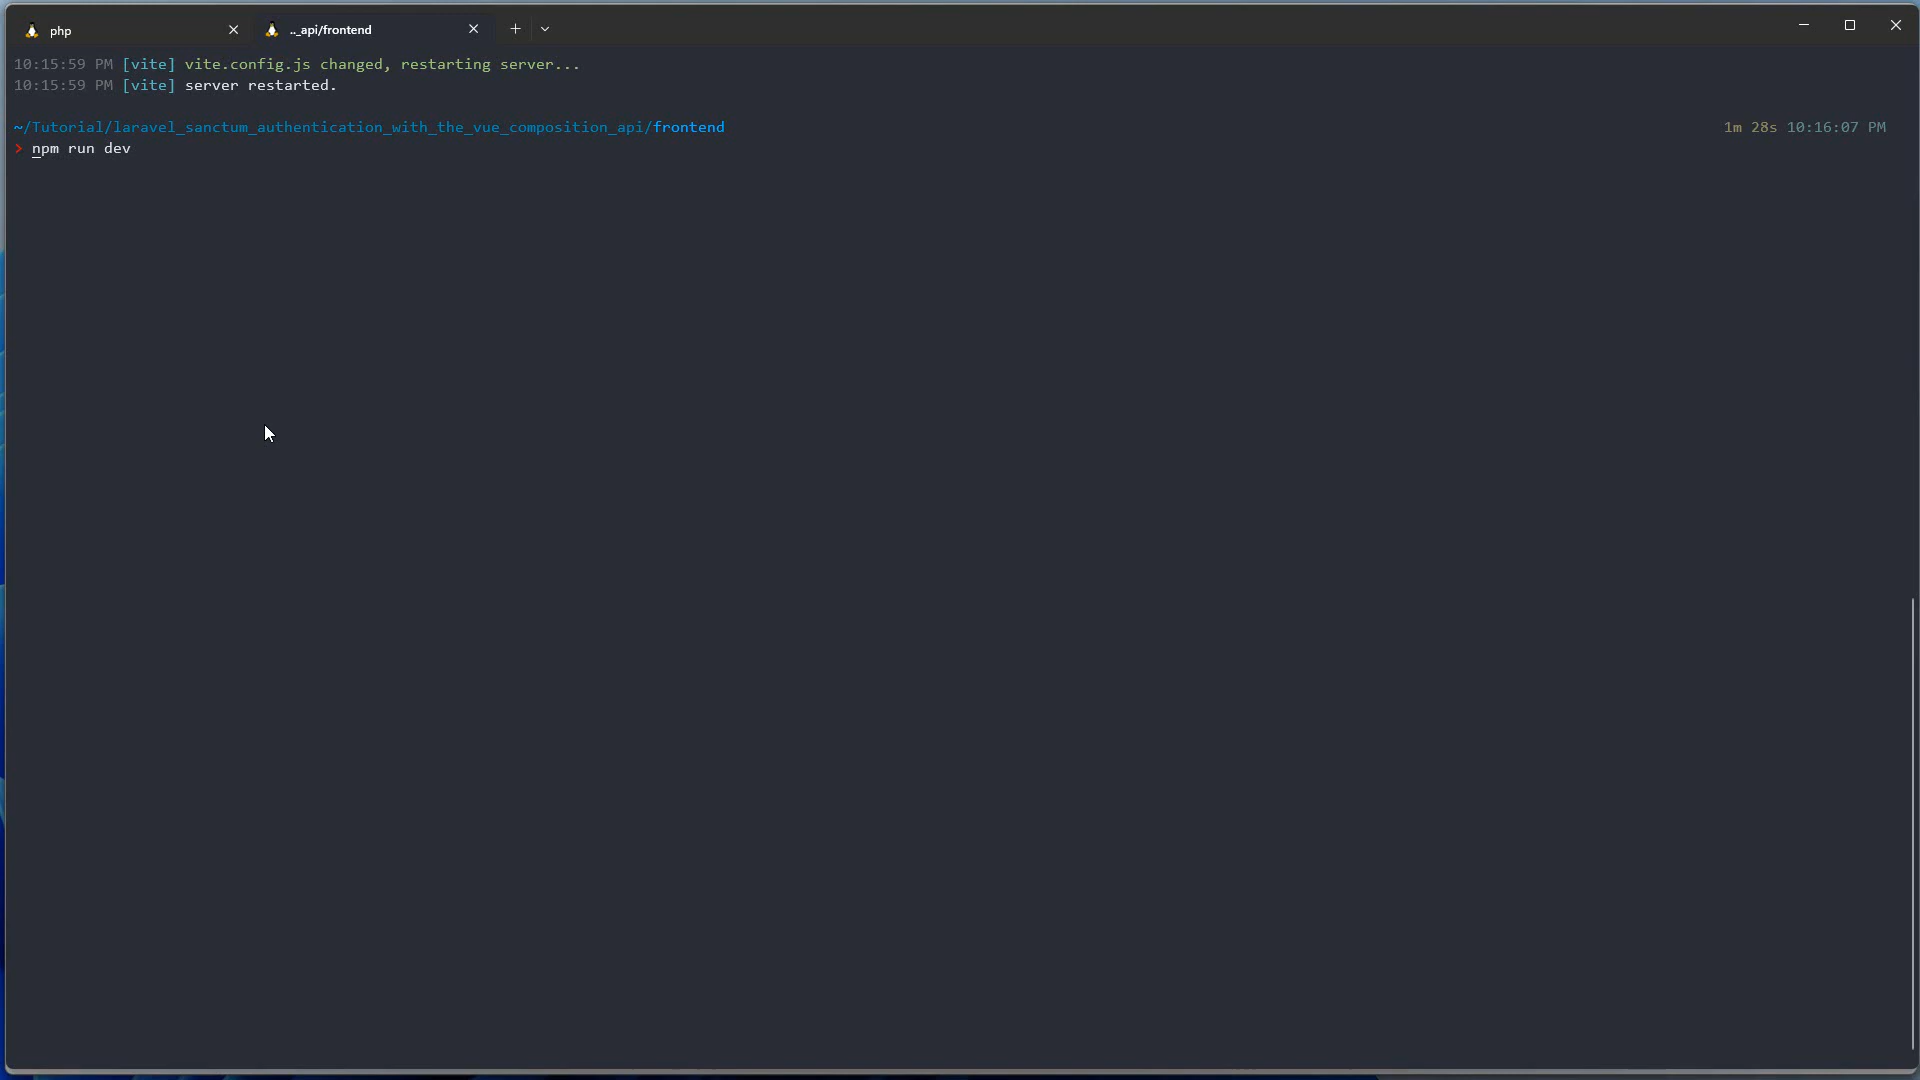 php
.._api/frontend
10:15:59 PM [vite] vite.config.js changed, restarting server...
10:15:59 PM [vite] server restarted.
~/Tutorial/laravel_sanctum_authentication_with_the_vue_composition_api/frontend 1m 28s 10:16:07 PM
> npm run dev